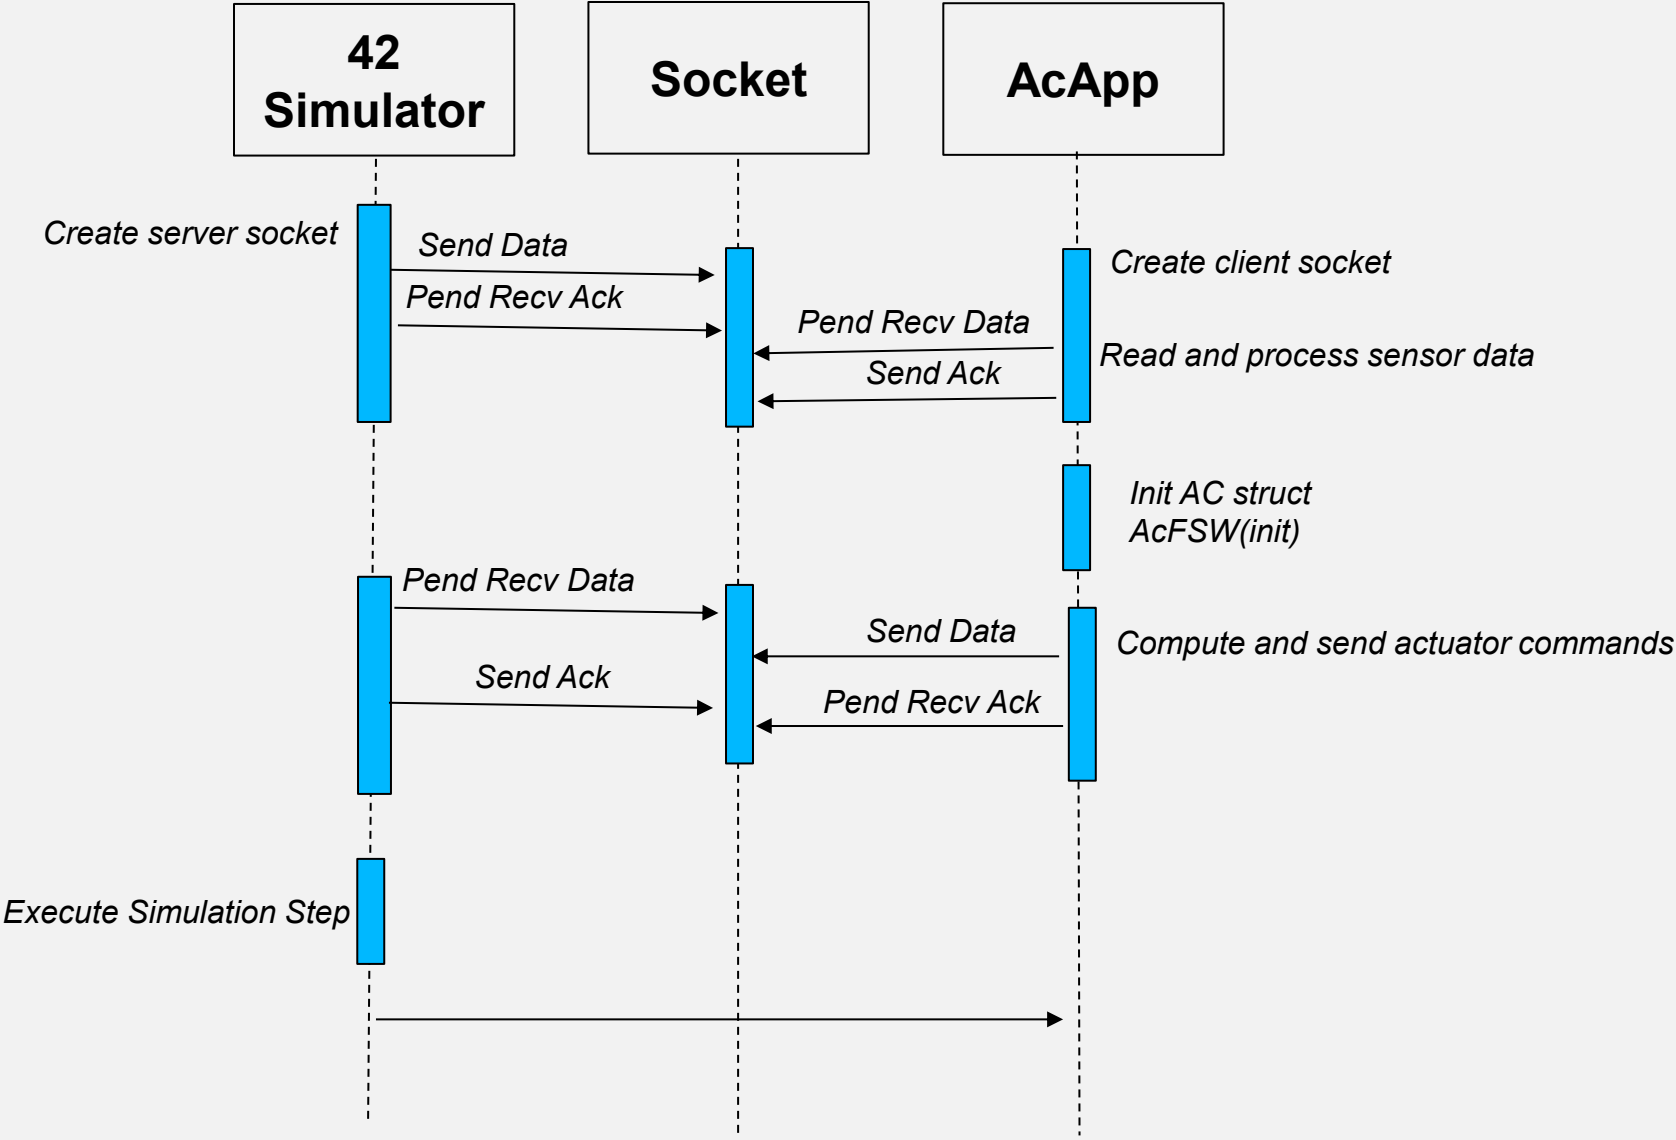 42
Simulator
Socket
AcApp
Create server socket
Send Data
Create client socket
Pend Recv Ack
Pend Recv Data
Read and process sensor data
Send Ack
Init AC struct
AcFSW(init)
Pend Recv Data
Send Data
Compute and send actuator commands
Send Ack
Pend Recv Ack
Execute Simulation Step